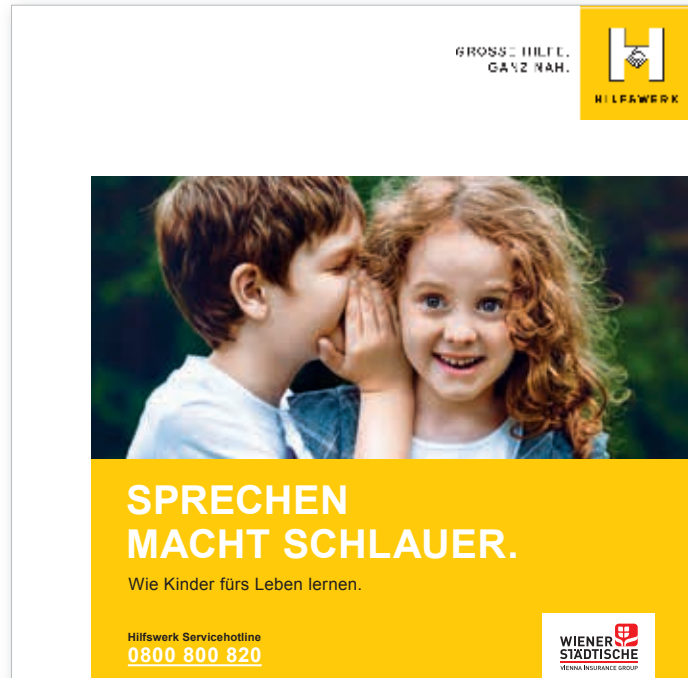 GROSSE HILFE.
GANZ NAH.
HILFSWERK
SPRECHEN
MACHT SCHLAUER.
Wie Kinder fürs Leben lernen.
Hilfswerk Servicehotline
0800 800 820
WIENER
STÄDTISCHE
VIENNA INSURANCE GROUP